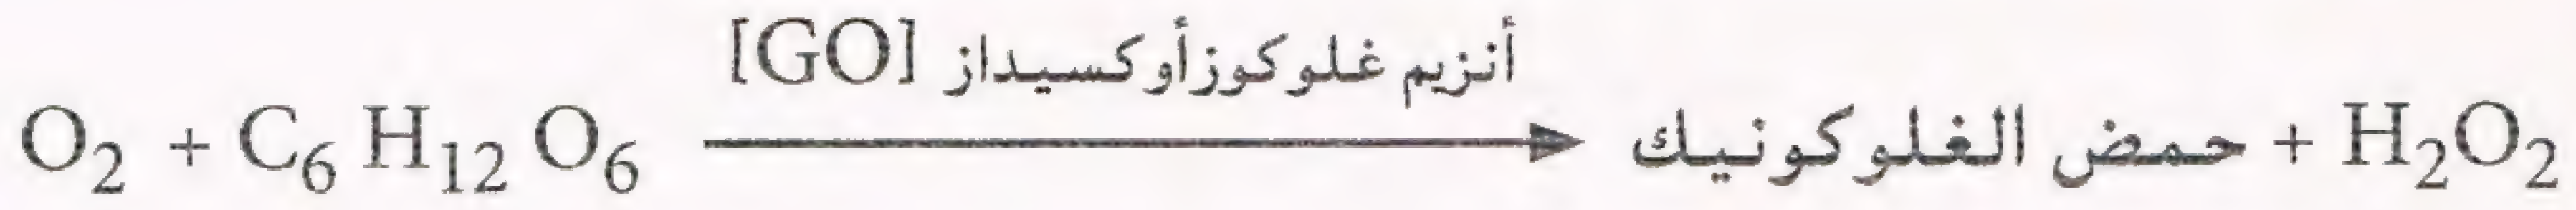 أنزيم غلوكوزأوكسيداز [GO]
O₂ + C₆ H₁₂ O₆ ⟶ حمض الغلوكونيك + H₂O₂